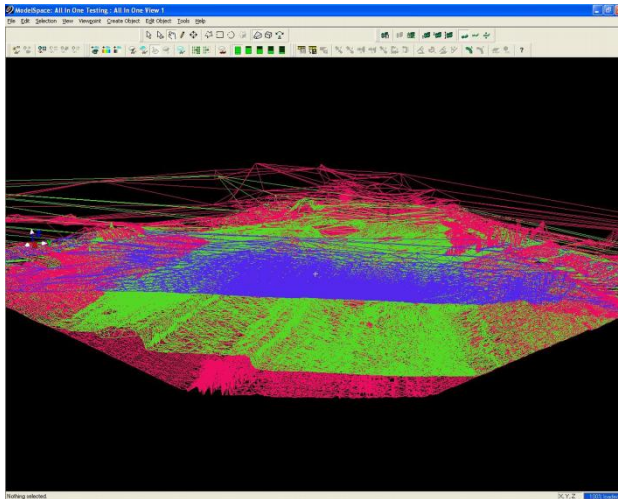 ModelSpace: All In One Testing : All In One View 1
File Edit Selection View Viewpoint Create Object Edit Object Tools Help
Nothing selected.
X, Y, Z